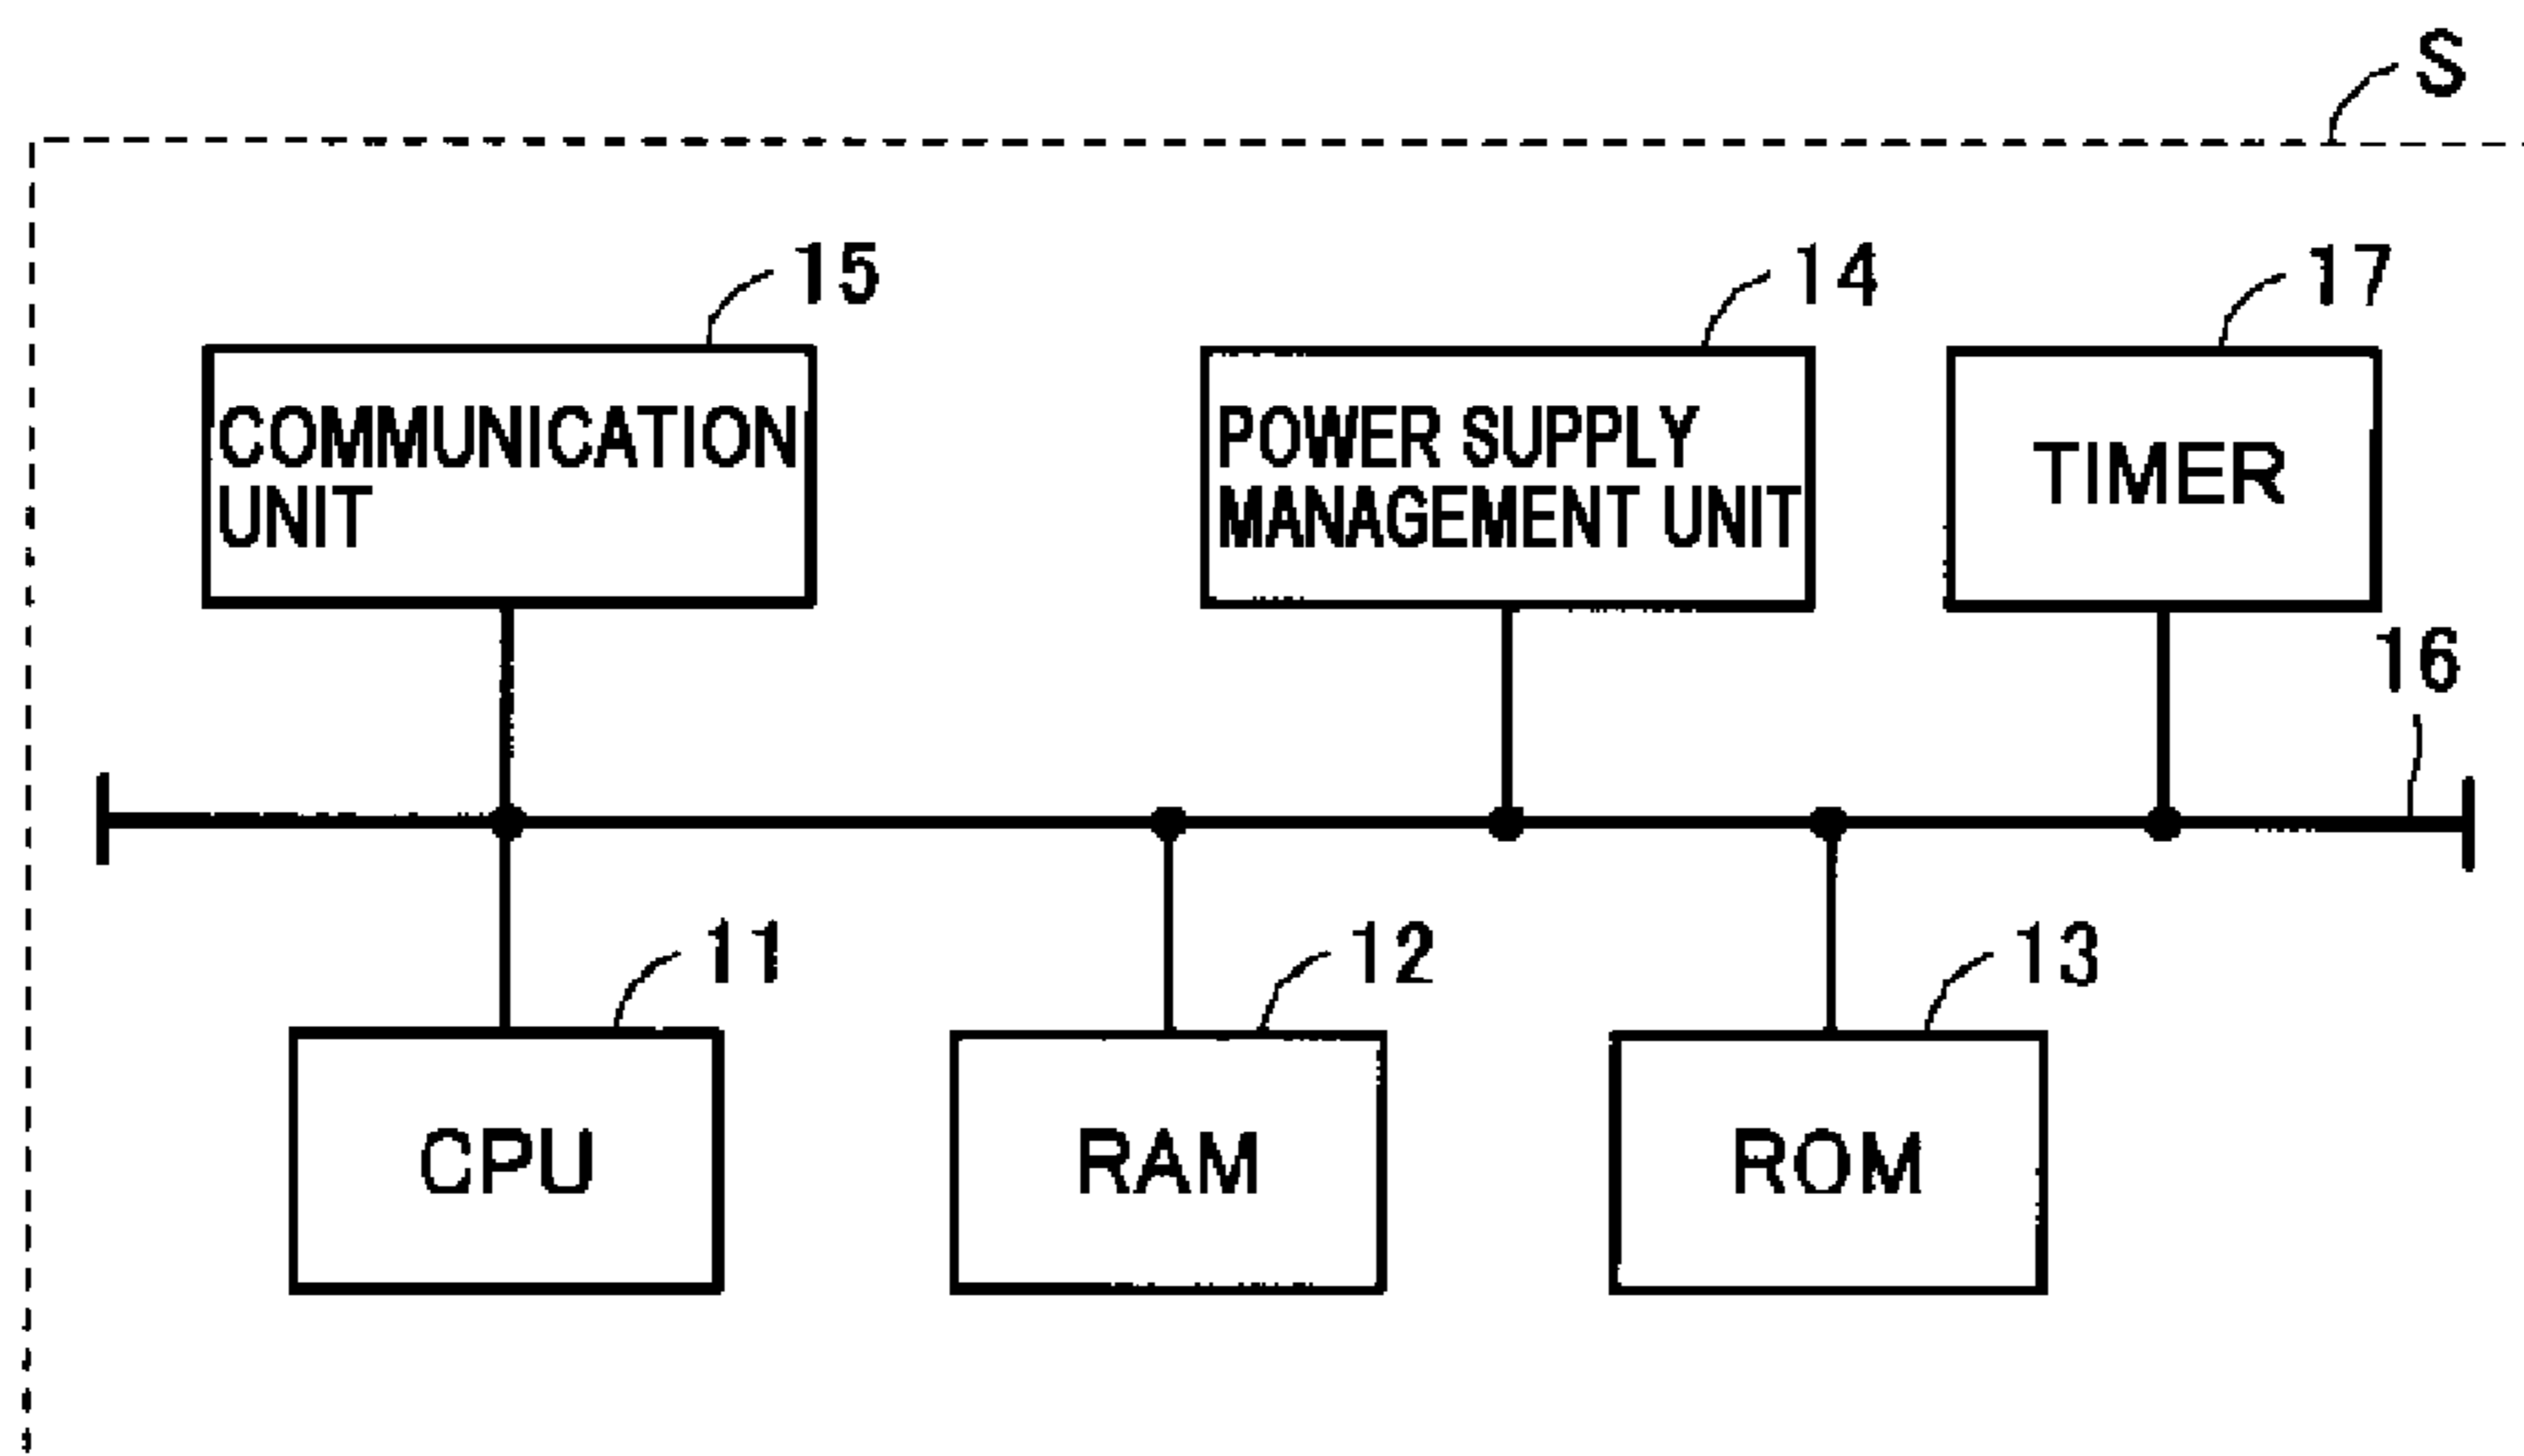 S
15
14
17
COMMUNICATION
UNIT
POWER SUPPLY
MANAGEMENT UNIT
TIMER
16
11
12
13
CPU
RAM
ROM